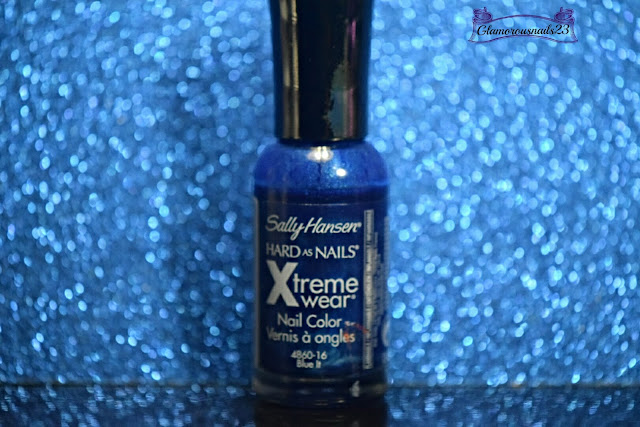 Glamorousnails23
Sally Hansen®
HARD AS NAILS®
Xtreme
wear®
Nail Color
Vernis à ongles
4860-16
Blue It